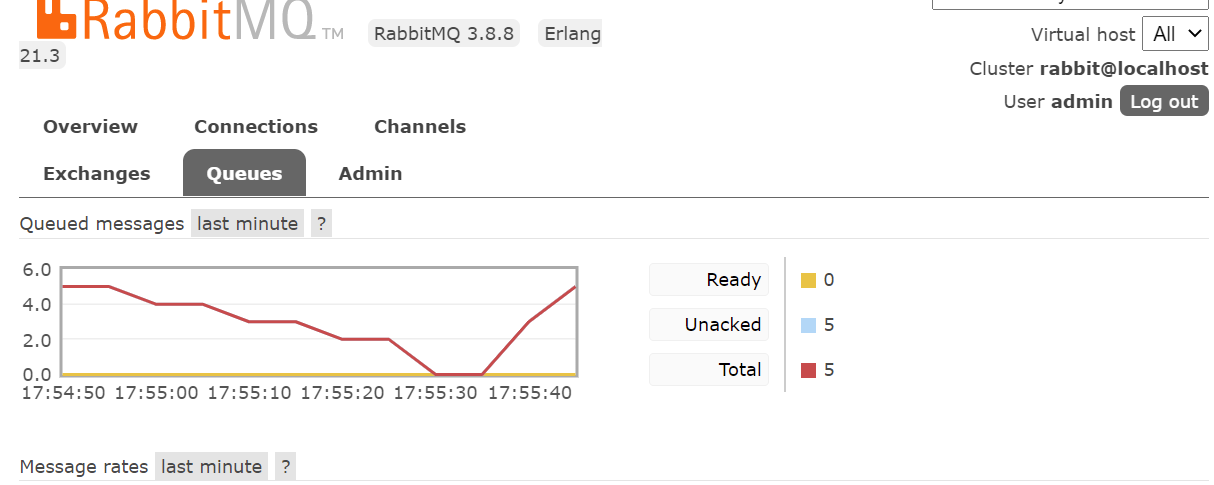 RabbitMQ TM RabbitMQ 3.8.8 Erlang
21.3
Virtual host All
Cluster rabbit@localhost
User admin Log out
Overview Connections Channels
Exchanges Queues Admin
Queued messages last minute ?
6.0
4.0
2.0
0.0
17:54:50 17:55:00 17:55:10 17:55:20 17:55:30 17:55:40
Ready 0
Unacked 5
Total 5
Message rates last minute ?